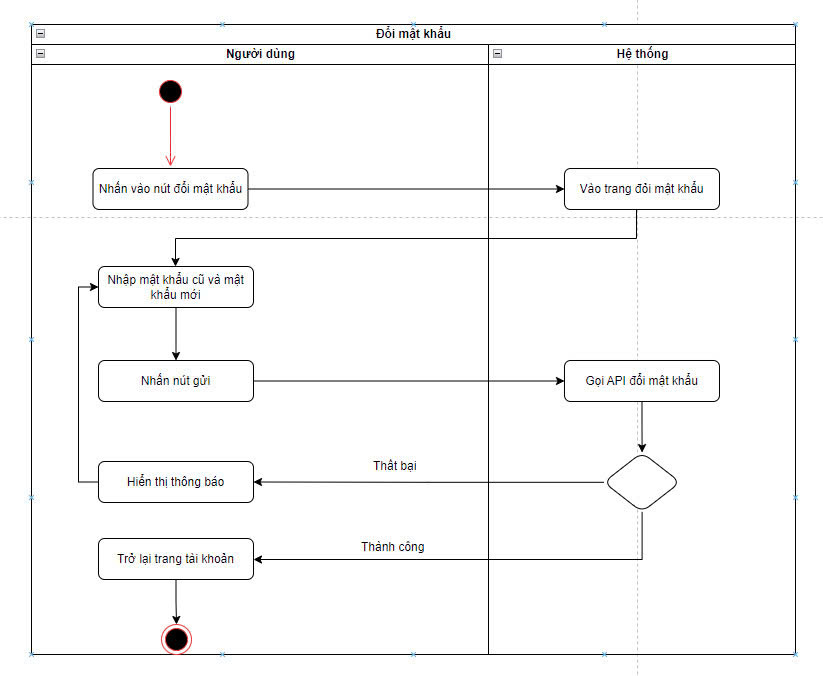 Đổi mật khẩu
Người dùng
Hệ thống
Nhấn vào nút đổi mật khẩu
Vào trang đổi mật khẩu
Nhập mật khẩu cũ và mật
khẩu mới
Nhấn nút gửi
Gọi API đổi mật khẩu
Thất bại
Hiển thị thông báo
Thành công
Trở lại trang tài khoản